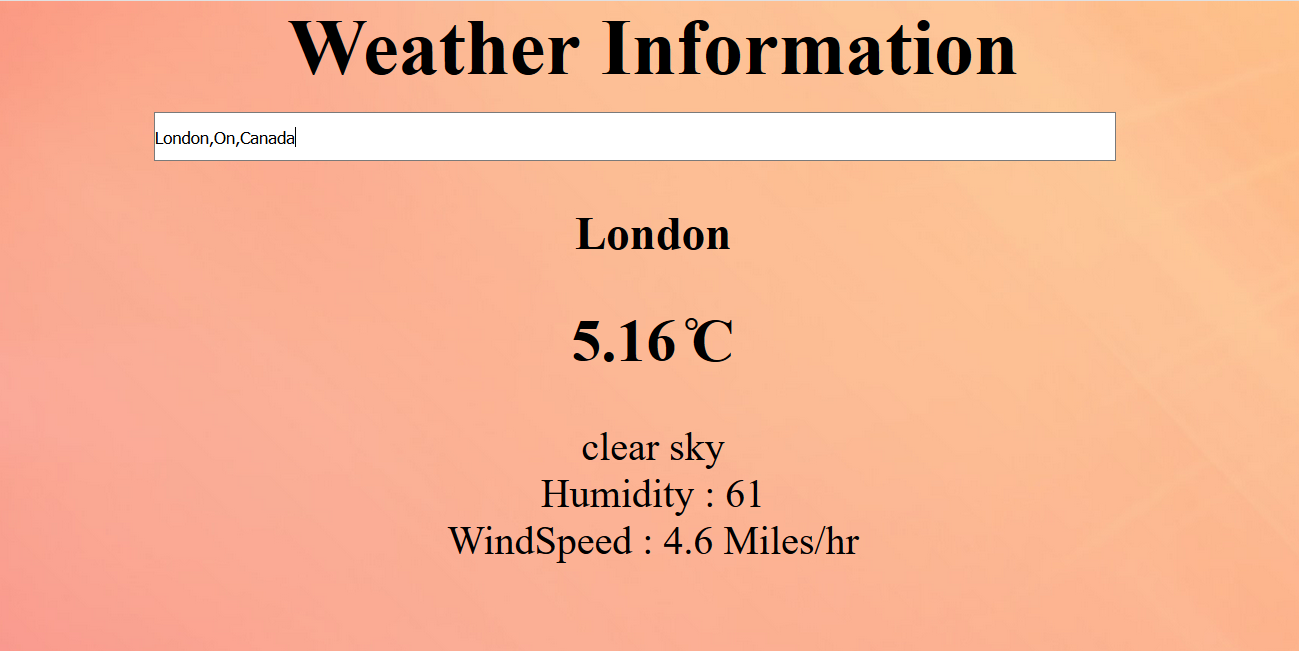 Weather Information
London,On,Canada
London
5.16℃
clear sky
Humidity : 61
WindSpeed : 4.6 Miles/hr